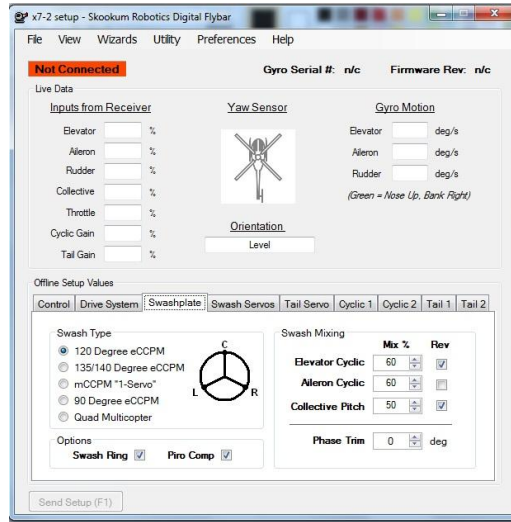 x7-2 setup - Skookum Robotics Digital Flybar
File View Wizards Utility Preferences Help
Not Connected Gyro Serial #: n/c Firmware Rev: n/c
Live Data
Inputs from Receiver Yaw Sensor Gyro Motion
Elevator % Elevator deg/s
Aileron % Aileron deg/s
Rudder % Rudder deg/s
Collective % (Green = Nose Up, Bank Right)
Throttle %
Cyclic Gain % Orientation
Tail Gain % Level
Offline Setup Values
Control Drive System Swashplate Swash Servos Tail Servo Cyclic 1 Cyclic 2 Tail 1 Tail 2
Swash Type Swash Mixing
120 Degree eCCPM C Mix % Rev
135/140 Degree eCCPM Elevator Cyclic 60
mCCPM "1-Servo" Aileron Cyclic 60
90 Degree eCCPM L R Collective Pitch 50
Quad Multicopter
Options Phase Trim 0 deg
Swash Ring Piro Comp
Send Setup (F1)